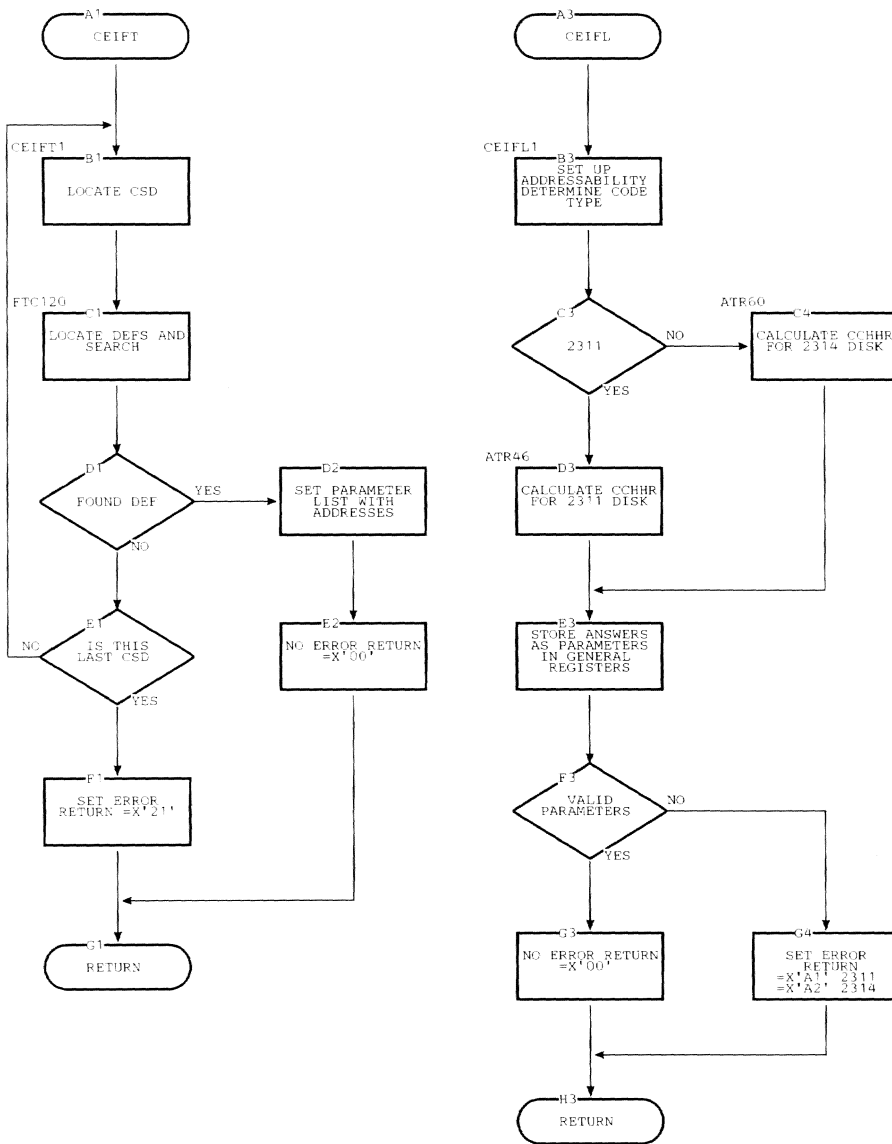 A1
CEIFT
CEIFT1
B1
LOCATE CSD
FTC120
C1
LOCATE DEFS AND
SEARCH
D1
FOUND DEF
YES
NO
D2
SET PARAMETER
LIST WITH
ADDRESSES
E1
IS THIS
LAST CSD
NO
YES
E2
NO ERROR RETURN
=X'00'
F1
SET ERROR
RETURN =X'21'
G1
RETURN
A3
CEIFL
CEIFL1
B3
SET UP
ADDRESSABILITY
DETERMINE CODE
TYPE
C3
2311
NO
YES
ATR60
C4
CALCULATE CCHHR
FOR 2314 DISK
ATR46
D3
CALCULATE CCHHR
FOR 2311 DISK
E3
STORE ANSWERS
AS PARAMETERS
IN GENERAL
REGISTERS
F3
VALID
PARAMETERS
NO
YES
G3
NO ERROR RETURN
=X'00'
G4
SET ERROR
RETURN
=X'A1' 2311
=X'A2' 2314
H3
RETURN